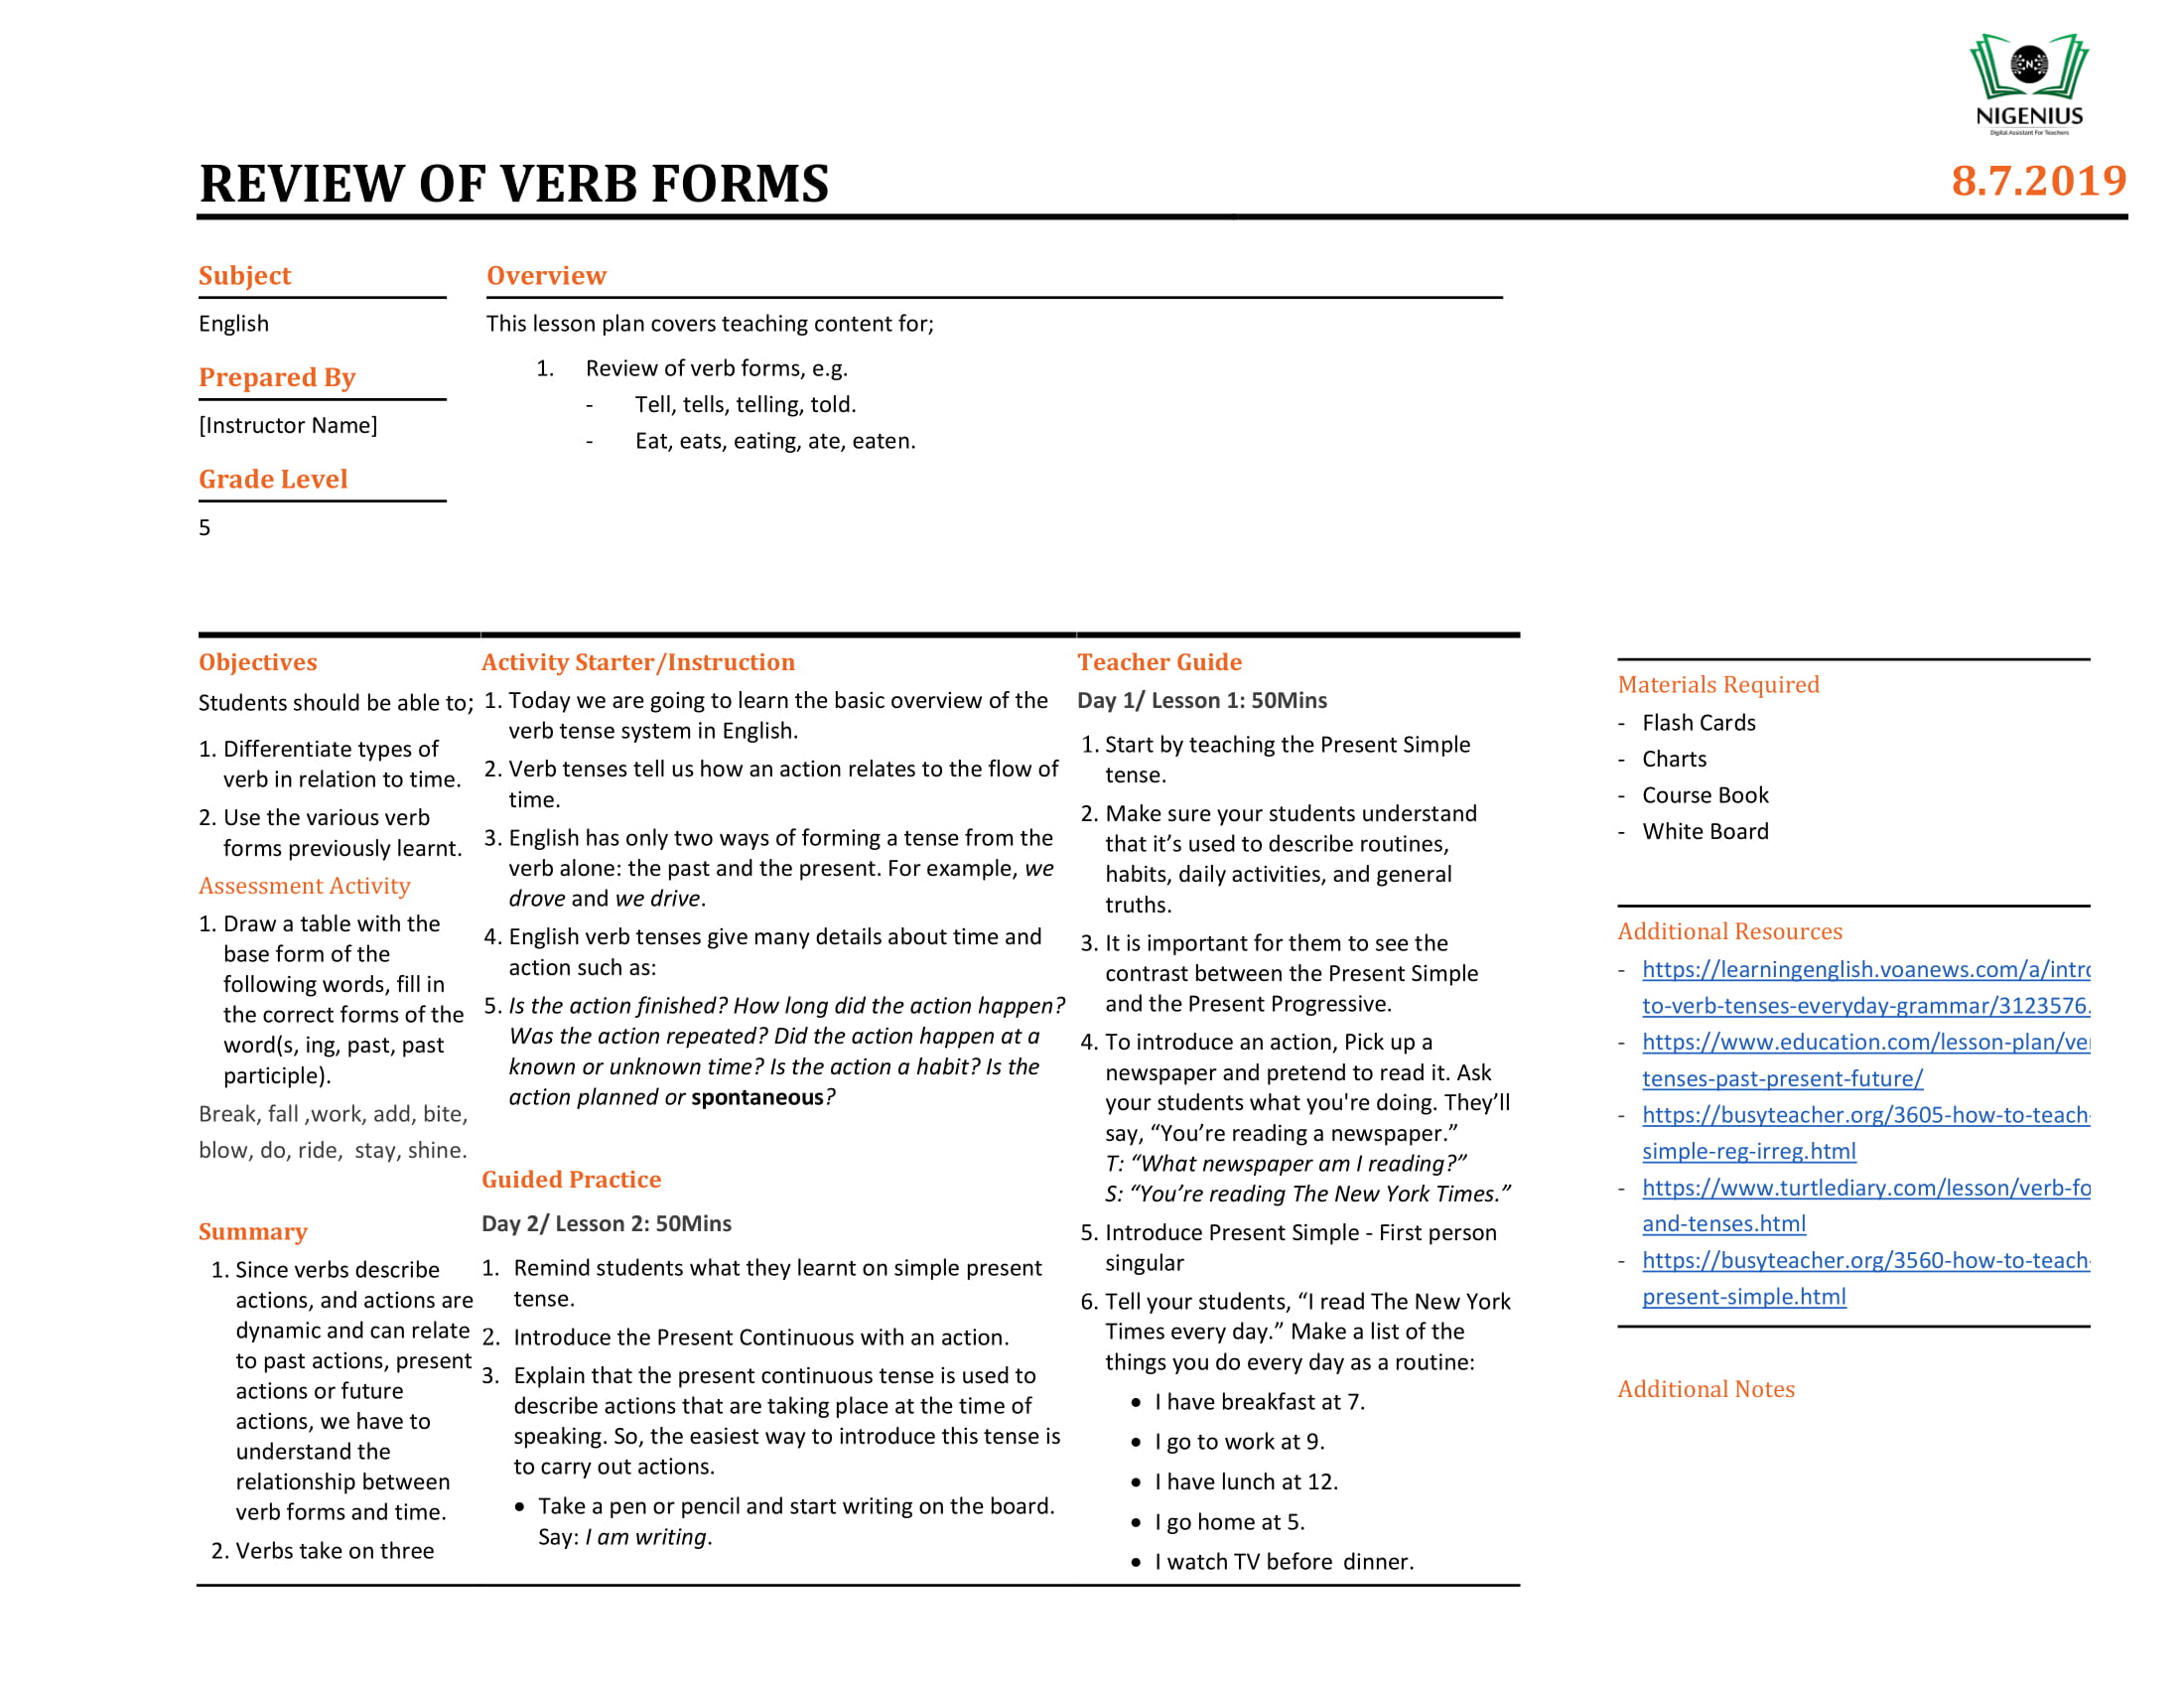 NIGENIUS
Digital Assistant For Teachers
REVIEW OF VERB FORMS
8.7.2019
Subject
English
Prepared By
[Instructor Name]
Grade Level
5
Overview
This lesson plan covers teaching content for;
1. Review of verb forms, e.g.
- Tell, tells, telling, told.
- Eat, eats, eating, ate, eaten.
Objectives
Students should be able to;
1. Differentiate types of
verb in relation to time.
2. Use the various verb
forms previously learnt.
Assessment Activity
1. Draw a table with the
base form of the
following words, fill in
the correct forms of the
word(s, ing, past, past
participle).
Break, fall ,work, add, bite,
blow, do, ride,  stay, shine.
Summary
1. Since verbs describe
actions, and actions are
dynamic and can relate
to past actions, present
actions or future
actions, we have to
understand the
relationship between
verb forms and time.
2. Verbs take on three
Activity Starter/Instruction
1. Today we are going to learn the basic overview of the
verb tense system in English.
2. Verb tenses tell us how an action relates to the flow of
time.
3. English has only two ways of forming a tense from the
verb alone: the past and the present. For example, we
drove and we drive.
4. English verb tenses give many details about time and
action such as:
5. Is the action finished? How long did the action happen?
Was the action repeated? Did the action happen at a
known or unknown time? Is the action a habit? Is the
action planned or spontaneous?
Guided Practice
Day 2/ Lesson 2: 50Mins
1. Remind students what they learnt on simple present
tense.
2. Introduce the Present Continuous with an action.
3. Explain that the present continuous tense is used to
describe actions that are taking place at the time of
speaking. So, the easiest way to introduce this tense is
to carry out actions.
• Take a pen or pencil and start writing on the board.
Say: I am writing.
Teacher Guide
Day 1/ Lesson 1: 50Mins
1. Start by teaching the Present Simple
tense.
2. Make sure your students understand
that it’s used to describe routines,
habits, daily activities, and general
truths.
3. It is important for them to see the
contrast between the Present Simple
and the Present Progressive.
4. To introduce an action, Pick up a
newspaper and pretend to read it. Ask
your students what you're doing. They’ll
say, “You’re reading a newspaper.”
T: “What newspaper am I reading?”
S: “You’re reading The New York Times.”
5. Introduce Present Simple - First person
singular
6. Tell your students, “I read The New York
Times every day.” Make a list of the
things you do every day as a routine:
• I have breakfast at 7.
• I go to work at 9.
• I have lunch at 12.
• I go home at 5.
• I watch TV before  dinner.
Materials Required
- Flash Cards
- Charts
- Course Book
- White Board
Additional Resources
- https://learningenglish.voanews.com/a/intro
to-verb-tenses-everyday-grammar/3123576.
- https://www.education.com/lesson-plan/ver
tenses-past-present-future/
- https://busyteacher.org/3605-how-to-teach-
simple-reg-irreg.html
- https://www.turtlediary.com/lesson/verb-fo
and-tenses.html
- https://busyteacher.org/3560-how-to-teach-
present-simple.html
Additional Notes